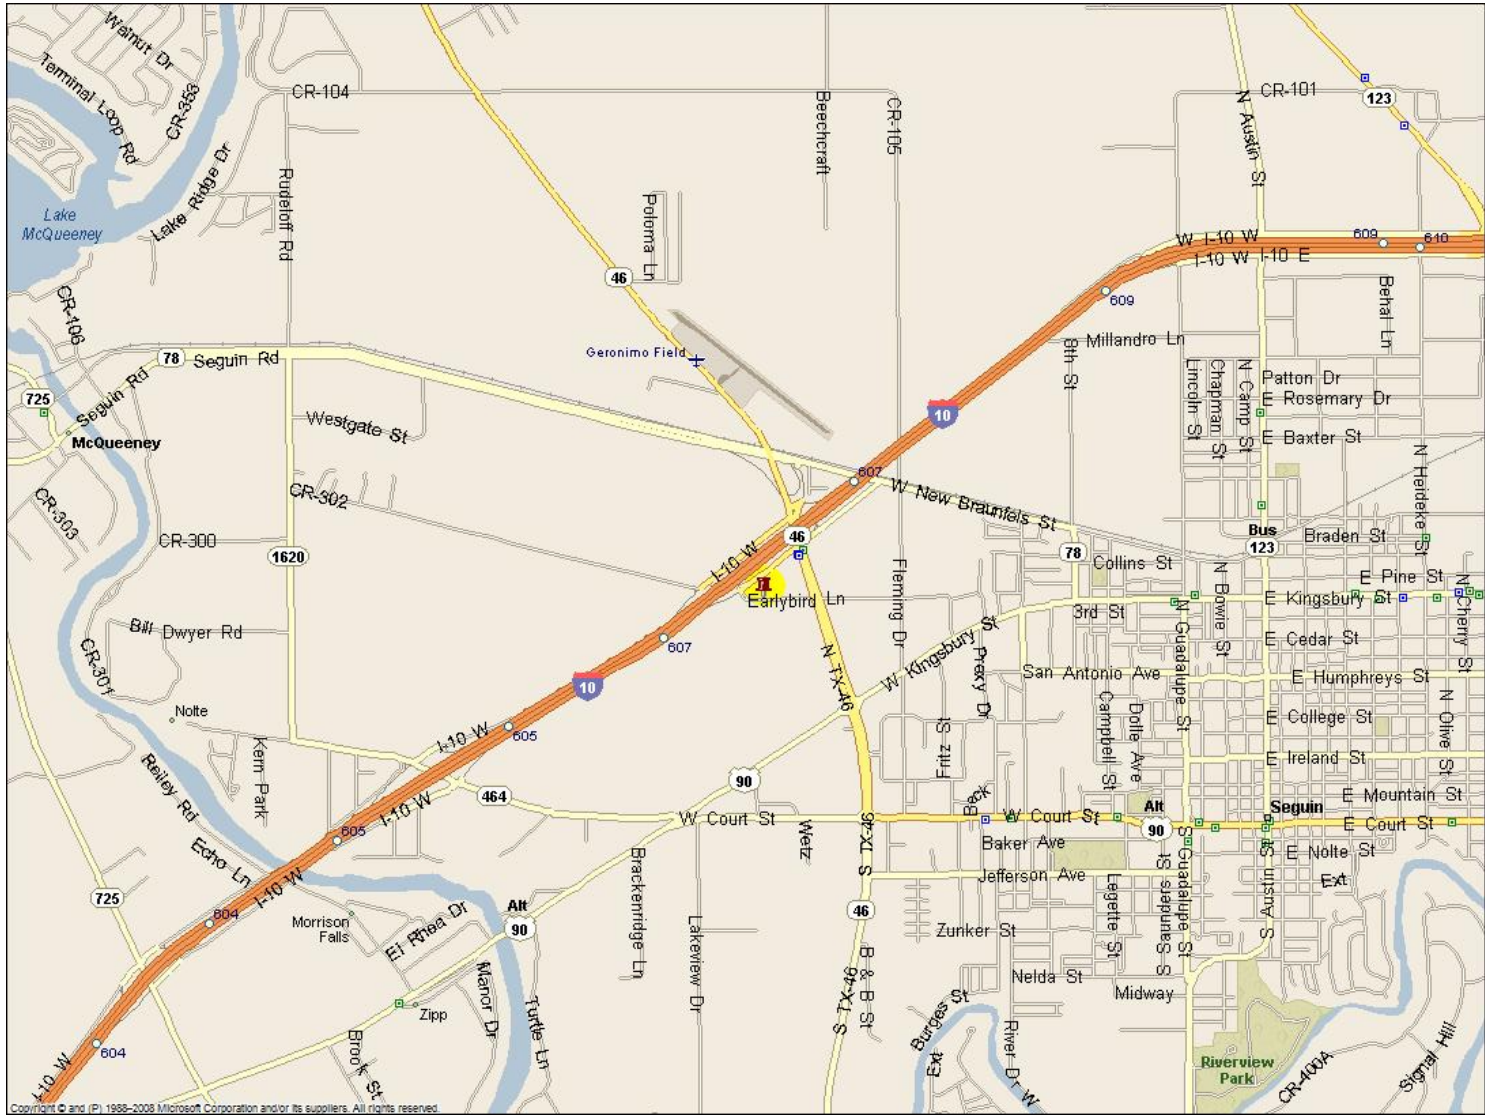 Walnut Dr
Terminal Loop Rd
CR-353
CR-104
Lake Ridge Dr
Rudeloff Rd
Lake
McQueeney
CR-106
Beechcraft
CR-105
Poloma Ln
46
CR-101
123
N Austin St
W I-10 W
I-10 W I-10 E
609
610
609
Behal Ln
Millandro Ln
8th St
Geronimo Field
78
Seguin Rd
Seguin Rd
725
McQueeney
Westgate St
10
Lincoln St
Chapman St
N Camp St
Patton Dr
E Rosemary Dr
E Baxter St
N Heideke St
607
W New Braunfels St
CR-302
CR-303
CR-300
1620
I-10 W
46
Earlybird Ln
Fleming Dr
78
Collins St
3rd St
Bus
123
Braden St
E Pine St
E Kingsbury St
N Cherry St
N Bowie St
N Guadalupe St
E Cedar St
Bill Dwyer Rd
CR-301
607
10
N TX-46
W Kingsbury St
Prexy Dr
San Antonio Ave
E Humphreys St
Campbell St
Dolle Ave
E College St
N Olive St
Nolte
I-10 W
605
Fritz St
E Ireland St
Kern Park
Reiley Rd
I-10 W
464
90
Back
W Court St
W Court St
Wetz
Alt
90
Seguin
E Mountain St
E Court St
605
Echo Ln
I-10 W
Baker Ave
Jefferson Ave
E Nolte St
Ext
S TX-46
Brackenridge Ln
Lakeview Dr
Legette St
S Saunders St
S Guadalupe St
S Austin St
725
604
Morrison
Falls
El Rhea Dr
Alt
90
46
Zunker St
Nelda St
Midway
B & B St
S TX-46
Zipp
Manor Dr
Turtle Ln
Brook St
Burges St
Ext
River Dr W
Riverview
Park
CR-400A
Signal Hill
604
I-10 W
Copyright © and (P) 1988–2008 Microsoft Corporation and/or its suppliers. All rights reserved.